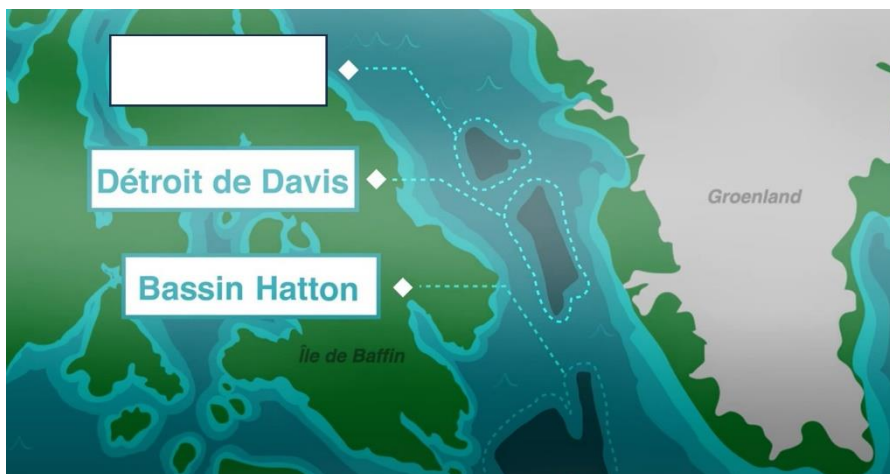 Détroit de Davis
Groenland
Bassin Hatton
Île de Baffin